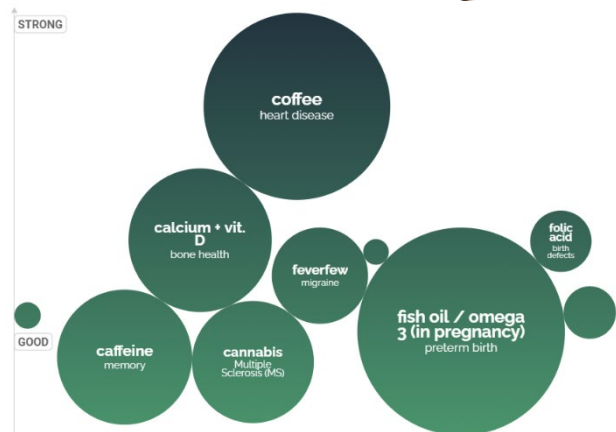 STRONG
coffee
heart disease
calcium + vit.
D
bone health
folic
acid
birth
defects
feverfew
migraine
fish oil / omega
3 (in pregnancy)
preterm birth
GOOD
caffeine
memory
cannabis
Multiple
Sclerosis (MS)